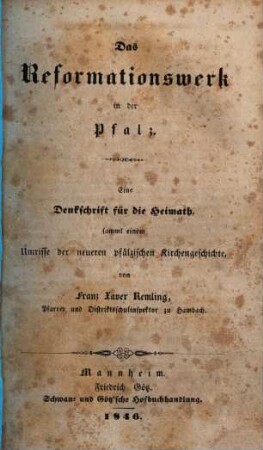 Das
Reformationswerk
in der
Pfalz.
Eine
Denkschrift für die Heimath,
sammt einem
Umrisse der neueren pfälzischen Kirchengeschichte,
von
Franz Xaver Remling,
Pfarrer und Distriktsschulinspektor zu Hambach.
Mannheim.
Friedrich Götz.
Schwan- und Götz'sche Hofbuchhandlung.
1846.